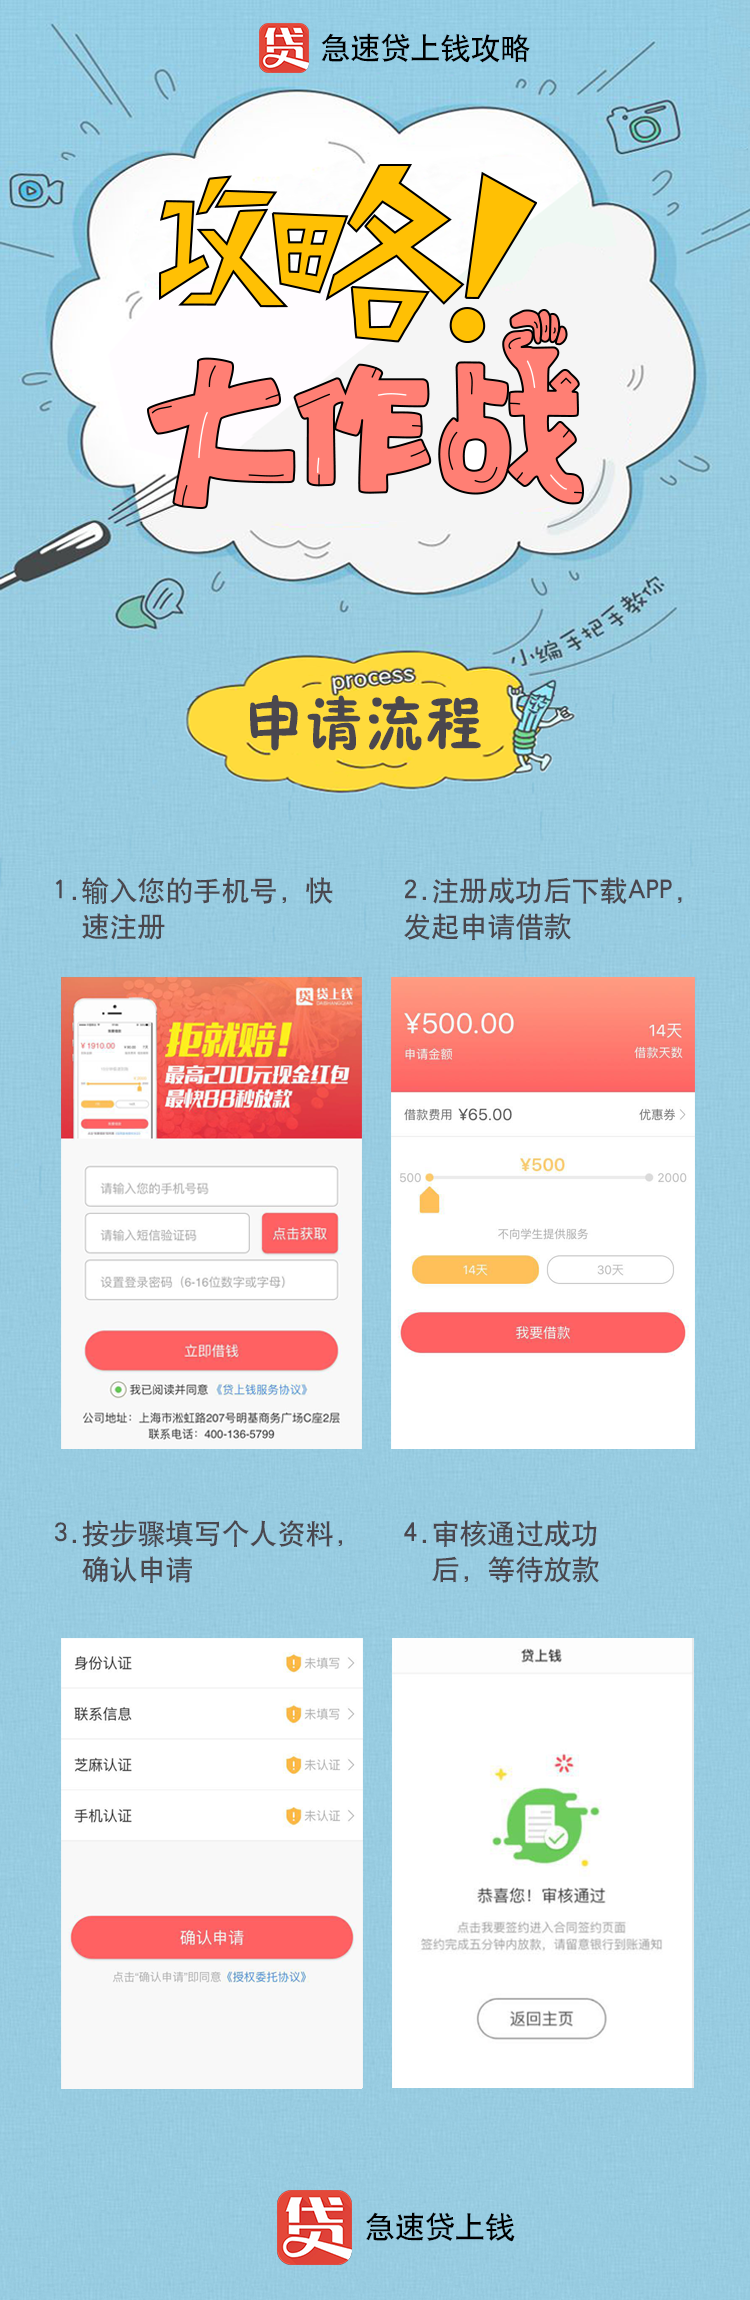 贷 急速贷上钱攻略
攻略！
大作战
小编手把手教你
process
申请流程
1.输入您的手机号，快
速注册
2.注册成功后下载APP，
发起申请借款
贷 贷上钱
¥1910.00
拒就赔！
最高200元现金红包
最快88秒放款
请输入您的手机号码
请输入短信验证码
点击获取
设置登录密码（6-16位数字或字母）
立即借钱
我已阅读并同意《贷上钱服务协议》
公司地址：上海市淞虹路207号明基商务广场C座2层
联系电话：400-136-5799
¥500.00
14天
申请金额
借款天数
借款费用 ¥65.00
优惠券
¥500
500
2000
不向学生提供服务
14天
30天
我要借款
3.按步骤填写个人资料，
确认申请
4.审核通过成功
后，等待放款
身份认证 未填写
联系信息 未填写
芝麻认证 未认证
手机认证 未认证
确认申请
点击“确认申请”即同意《授权委托协议》
贷上钱
恭喜您！审核通过
点击我要签约进入合同签约页面
签约完成五分钟内放款，请留意银行到账通知
返回主页
贷 急速贷上钱